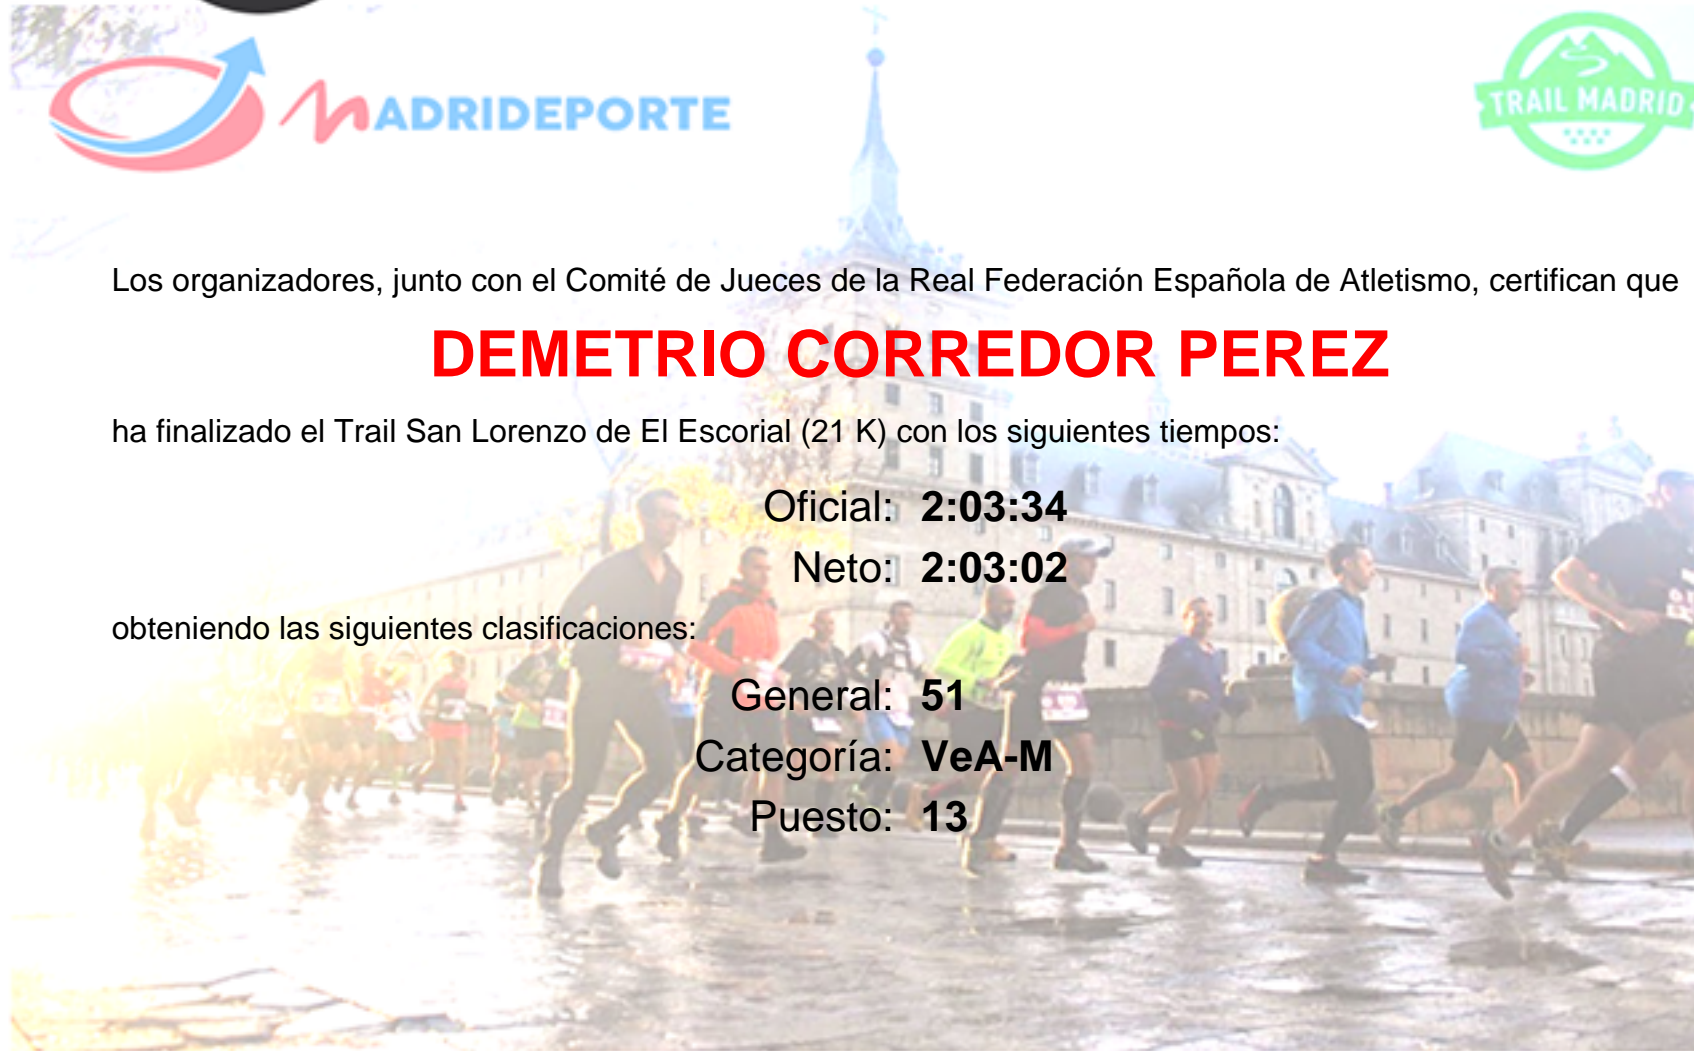 MADRIDEPORTE
TRAIL MADRID
Los organizadores, junto con el Comité de Jueces de la Real Federación Española de Atletismo, certifican que
DEMETRIO CORREDOR PEREZ
ha finalizado el Trail San Lorenzo de El Escorial (21 K) con los siguientes tiempos:
Oficial: 2:03:34
Neto: 2:03:02
obteniendo las siguientes clasificaciones:
General: 51
Categoría: VeA-M
Puesto: 13